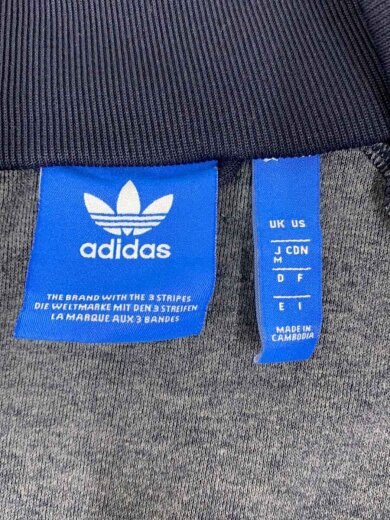 adidas
THE BRAND WITH THE 3 STRIPES
DIE WELTMARKE MIT DEN 3 STREIFEN
LA MARQUE AUX 3 BANDES
UK US
J CDN
M
D F
E I
MADE IN
CAMBODIA